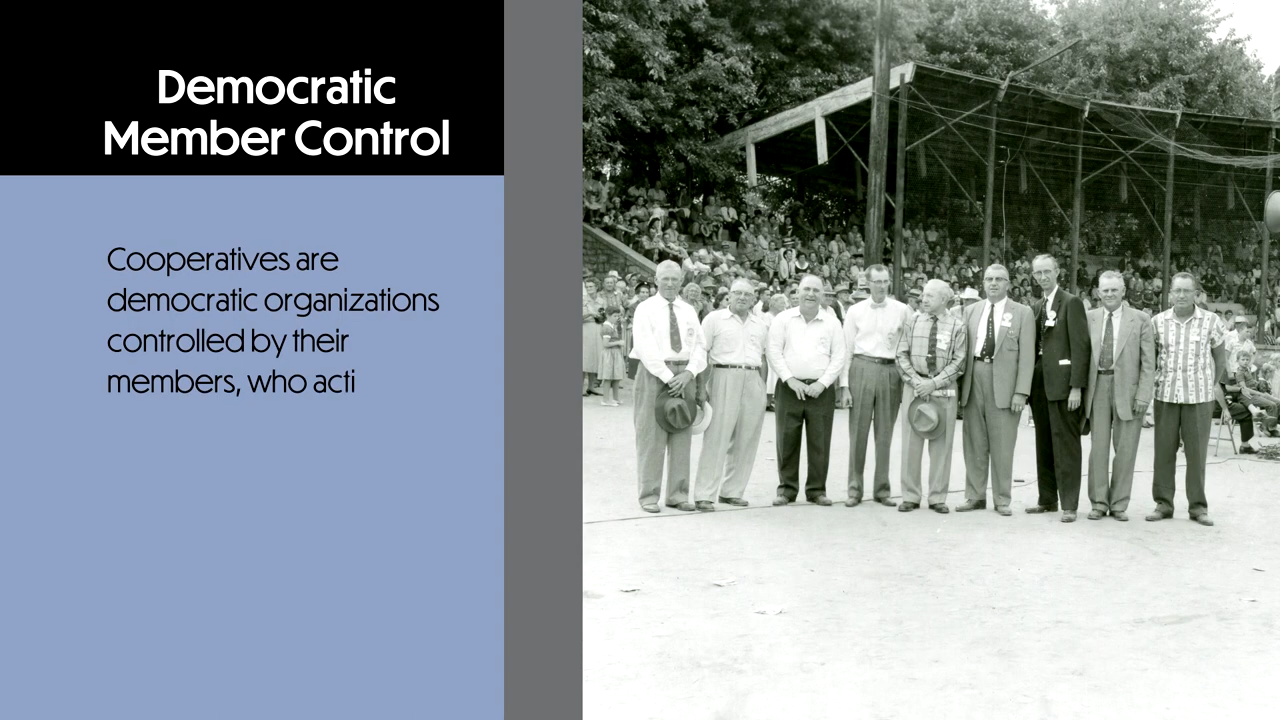 Democratic
Member Control
Cooperatives are
democratic organizations
controlled by their
members, who acti